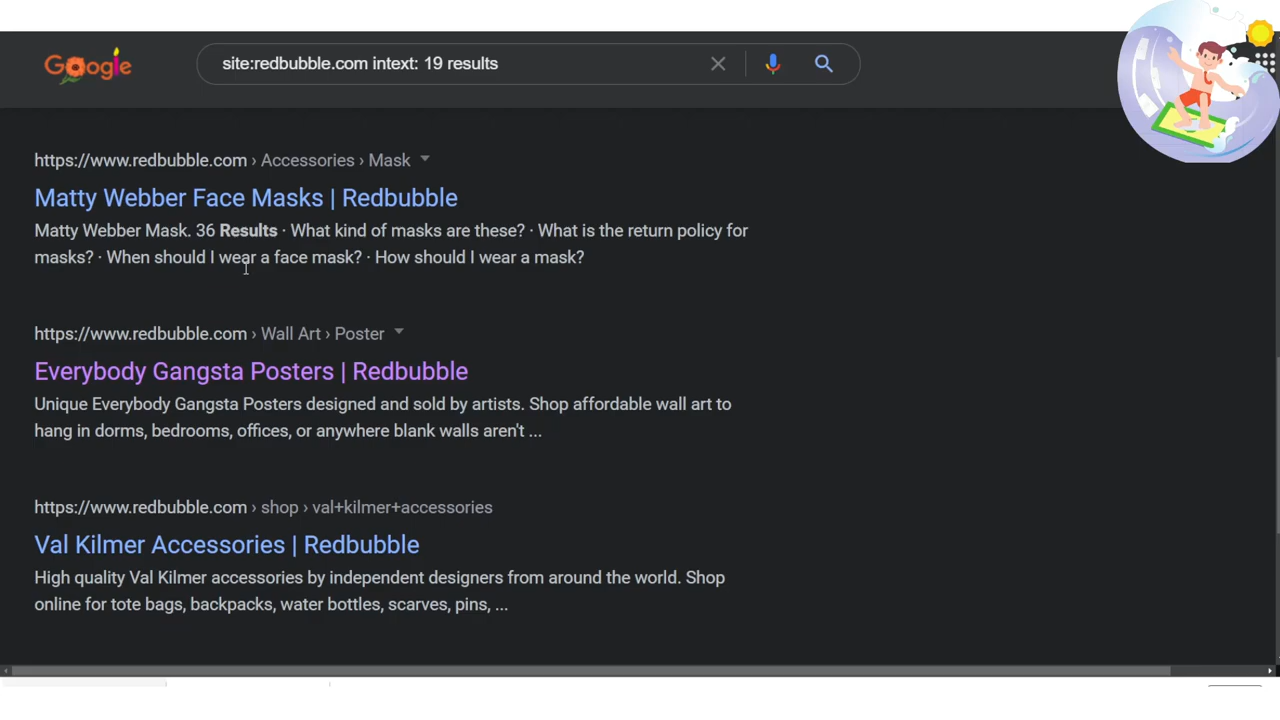 Google
site:redbubble.com intext: 19 results
https://www.redbubble.com › Accessories › Mask
Matty Webber Face Masks | Redbubble
Matty Webber Mask. 36 Results · What kind of masks are these? · What is the return policy for
masks? · When should I wear a face mask? · How should I wear a mask?
https://www.redbubble.com › Wall Art › Poster
Everybody Gangsta Posters | Redbubble
Unique Everybody Gangsta Posters designed and sold by artists. Shop affordable wall art to
hang in dorms, bedrooms, offices, or anywhere blank walls aren't ...
https://www.redbubble.com › shop › val+kilmer+accessories
Val Kilmer Accessories | Redbubble
High quality Val Kilmer accessories by independent designers from around the world. Shop
online for tote bags, backpacks, water bottles, scarves, pins, ...